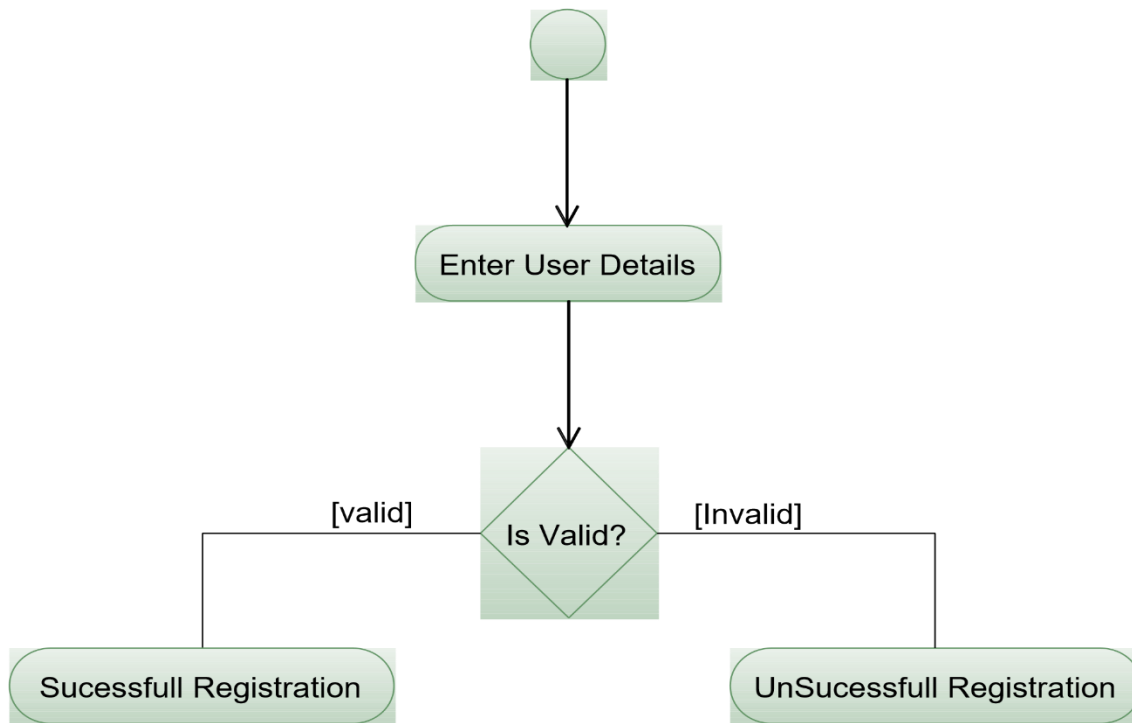 Enter User Details
[valid]
Is Valid?
[Invalid]
Sucessfull Registration
UnSucessfull Registration